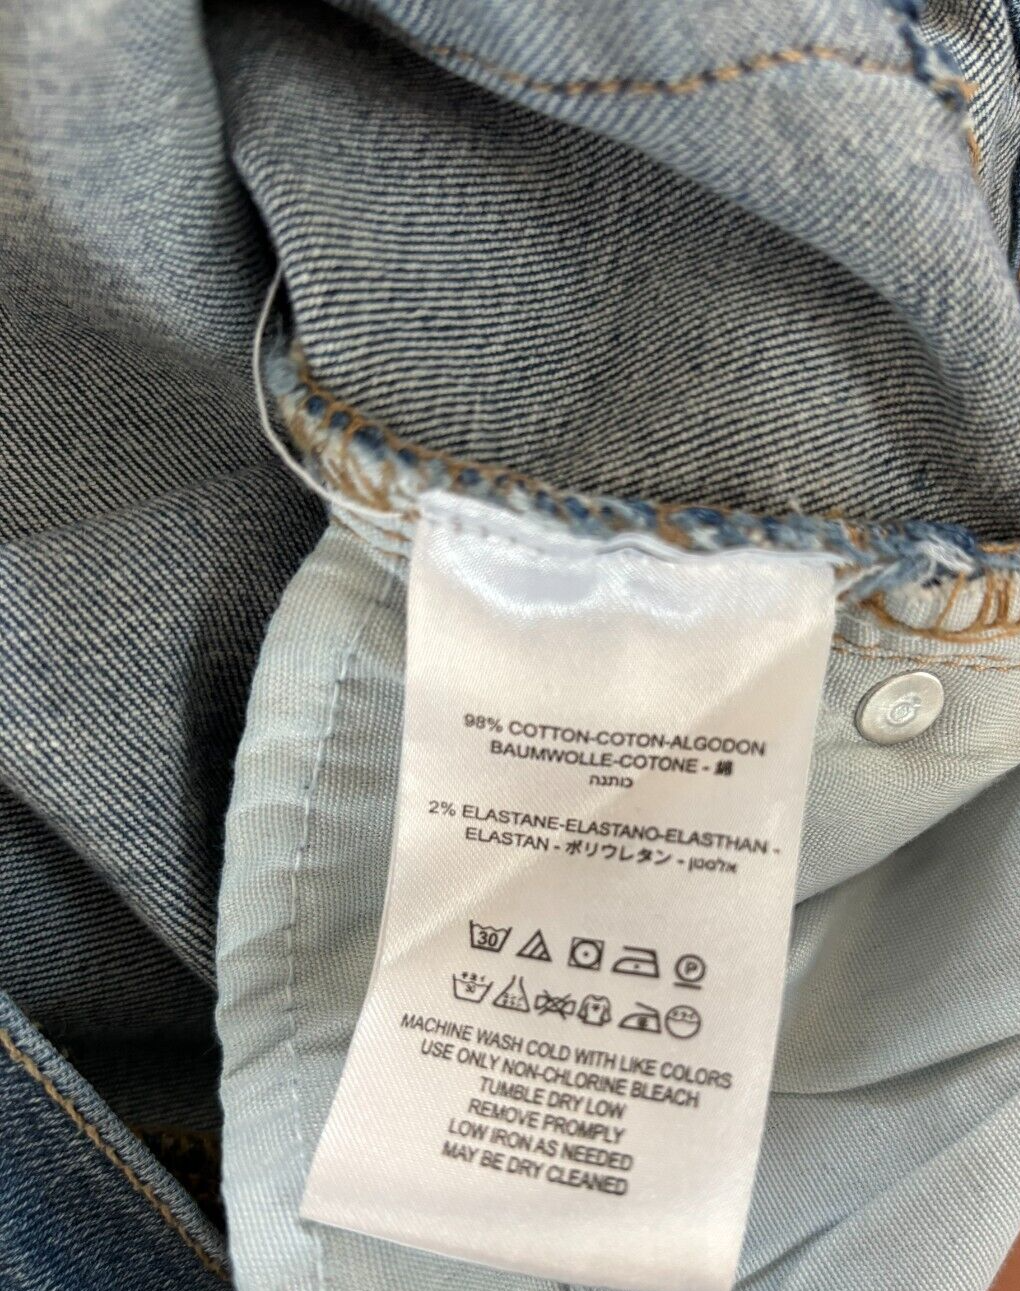 98% COTTON-COTON-ALGODON
BAUMWOLLE-COTONE - 綿
כותנה
2% ELASTANE-ELASTANO-ELASTHAN -
ELASTAN - ポリウレタン - אלסטן
30 P
MACHINE WASH COLD WITH LIKE COLORS
USE ONLY NON-CHLORINE BLEACH
TUMBLE DRY LOW
REMOVE PROMPLY
LOW IRON AS NEEDED
MAY BE DRY CLEANED